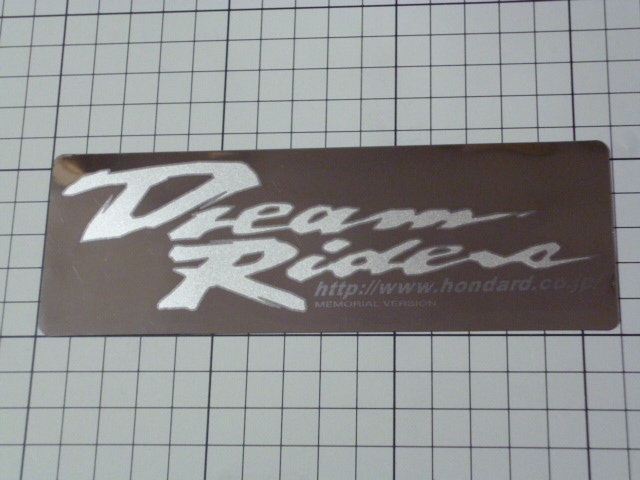 Dream
Riders
http://www.hondard.co.jp/
MEMORIAL VERSION